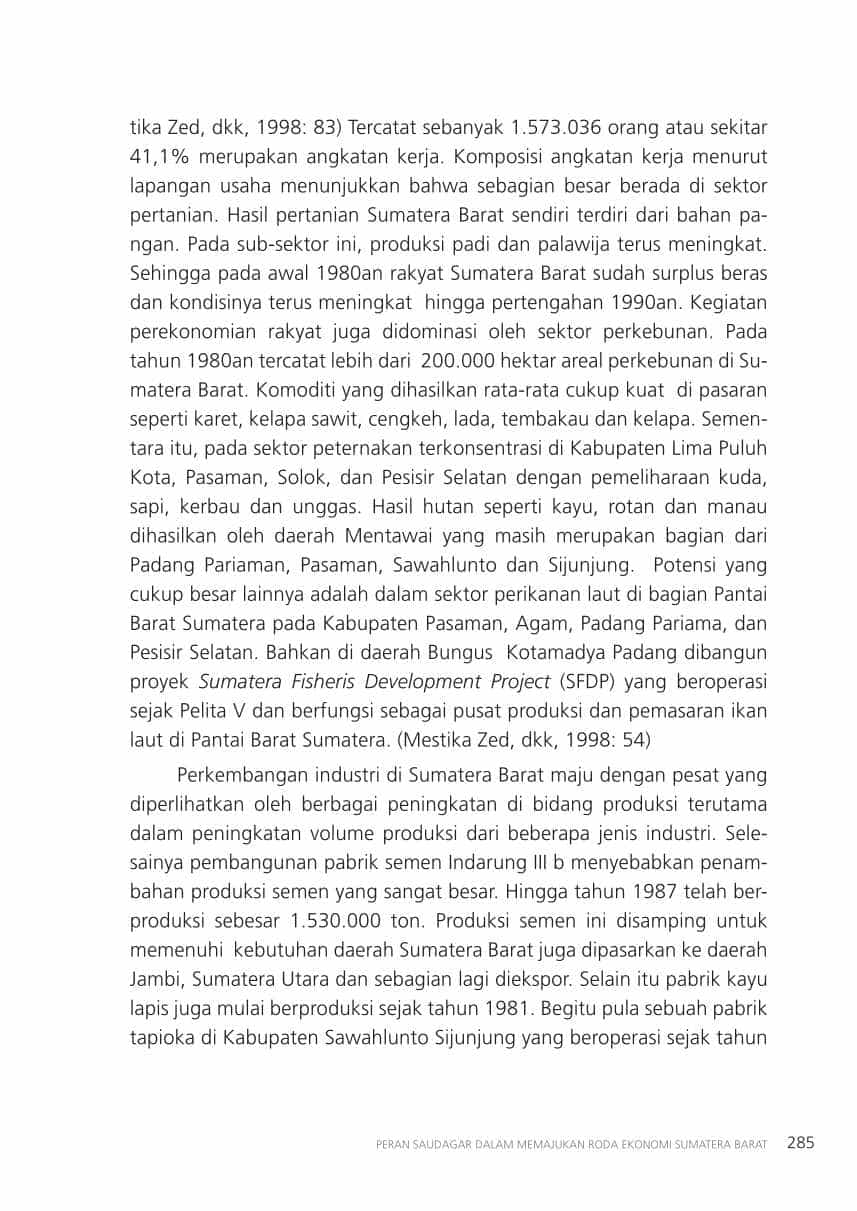 tika Zed, dkk, 1998: 83) Tercatat sebanyak 1.573.036 orang atau sekitar
41,1% merupakan angkatan kerja. Komposisi angkatan kerja menurut
lapangan usaha menunjukkan bahwa sebagian besar berada di sektor
pertanian. Hasil pertanian Sumatera Barat sendiri terdiri dari bahan pa-
ngan. Pada sub-sektor ini, produksi padi dan palawija terus meningkat.
Sehingga pada awal 1980an rakyat Sumatera Barat sudah surplus beras
dan kondisinya terus meningkat  hingga pertengahan 1990an. Kegiatan
perekonomian rakyat juga didominasi oleh sektor perkebunan. Pada
tahun 1980an tercatat lebih dari  200.000 hektar areal perkebunan di Su-
matera Barat. Komoditi yang dihasilkan rata-rata cukup kuat  di pasaran
seperti karet, kelapa sawit, cengkeh, lada, tembakau dan kelapa. Semen-
tara itu, pada sektor peternakan terkonsentrasi di Kabupaten Lima Puluh
Kota, Pasaman, Solok, dan Pesisir Selatan dengan pemeliharaan kuda,
sapi, kerbau dan unggas. Hasil hutan seperti kayu, rotan dan manau
dihasilkan oleh daerah Mentawai yang masih merupakan bagian dari
Padang Pariaman, Pasaman, Sawahlunto dan Sijunjung.  Potensi yang
cukup besar lainnya adalah dalam sektor perikanan laut di bagian Pantai
Barat Sumatera pada Kabupaten Pasaman, Agam, Padang Pariama, dan
Pesisir Selatan. Bahkan di daerah Bungus  Kotamadya Padang dibangun
proyek Sumatera Fisheris Development Project (SFDP) yang beroperasi
sejak Pelita V dan berfungsi sebagai pusat produksi dan pemasaran ikan
laut di Pantai Barat Sumatera. (Mestika Zed, dkk, 1998: 54)
Perkembangan industri di Sumatera Barat maju dengan pesat yang
diperlihatkan oleh berbagai peningkatan di bidang produksi terutama
dalam peningkatan volume produksi dari beberapa jenis industri. Sele-
sainya pembangunan pabrik semen Indarung III b menyebabkan penam-
bahan produksi semen yang sangat besar. Hingga tahun 1987 telah ber-
produksi sebesar 1.530.000 ton. Produksi semen ini disamping untuk
memenuhi  kebutuhan daerah Sumatera Barat juga dipasarkan ke daerah
Jambi, Sumatera Utara dan sebagian lagi diekspor. Selain itu pabrik kayu
lapis juga mulai berproduksi sejak tahun 1981. Begitu pula sebuah pabrik
tapioka di Kabupaten Sawahlunto Sijunjung yang beroperasi sejak tahun
PERAN SAUDAGAR DALAM MEMAJUKAN RODA EKONOMI SUMATERA BARAT 285